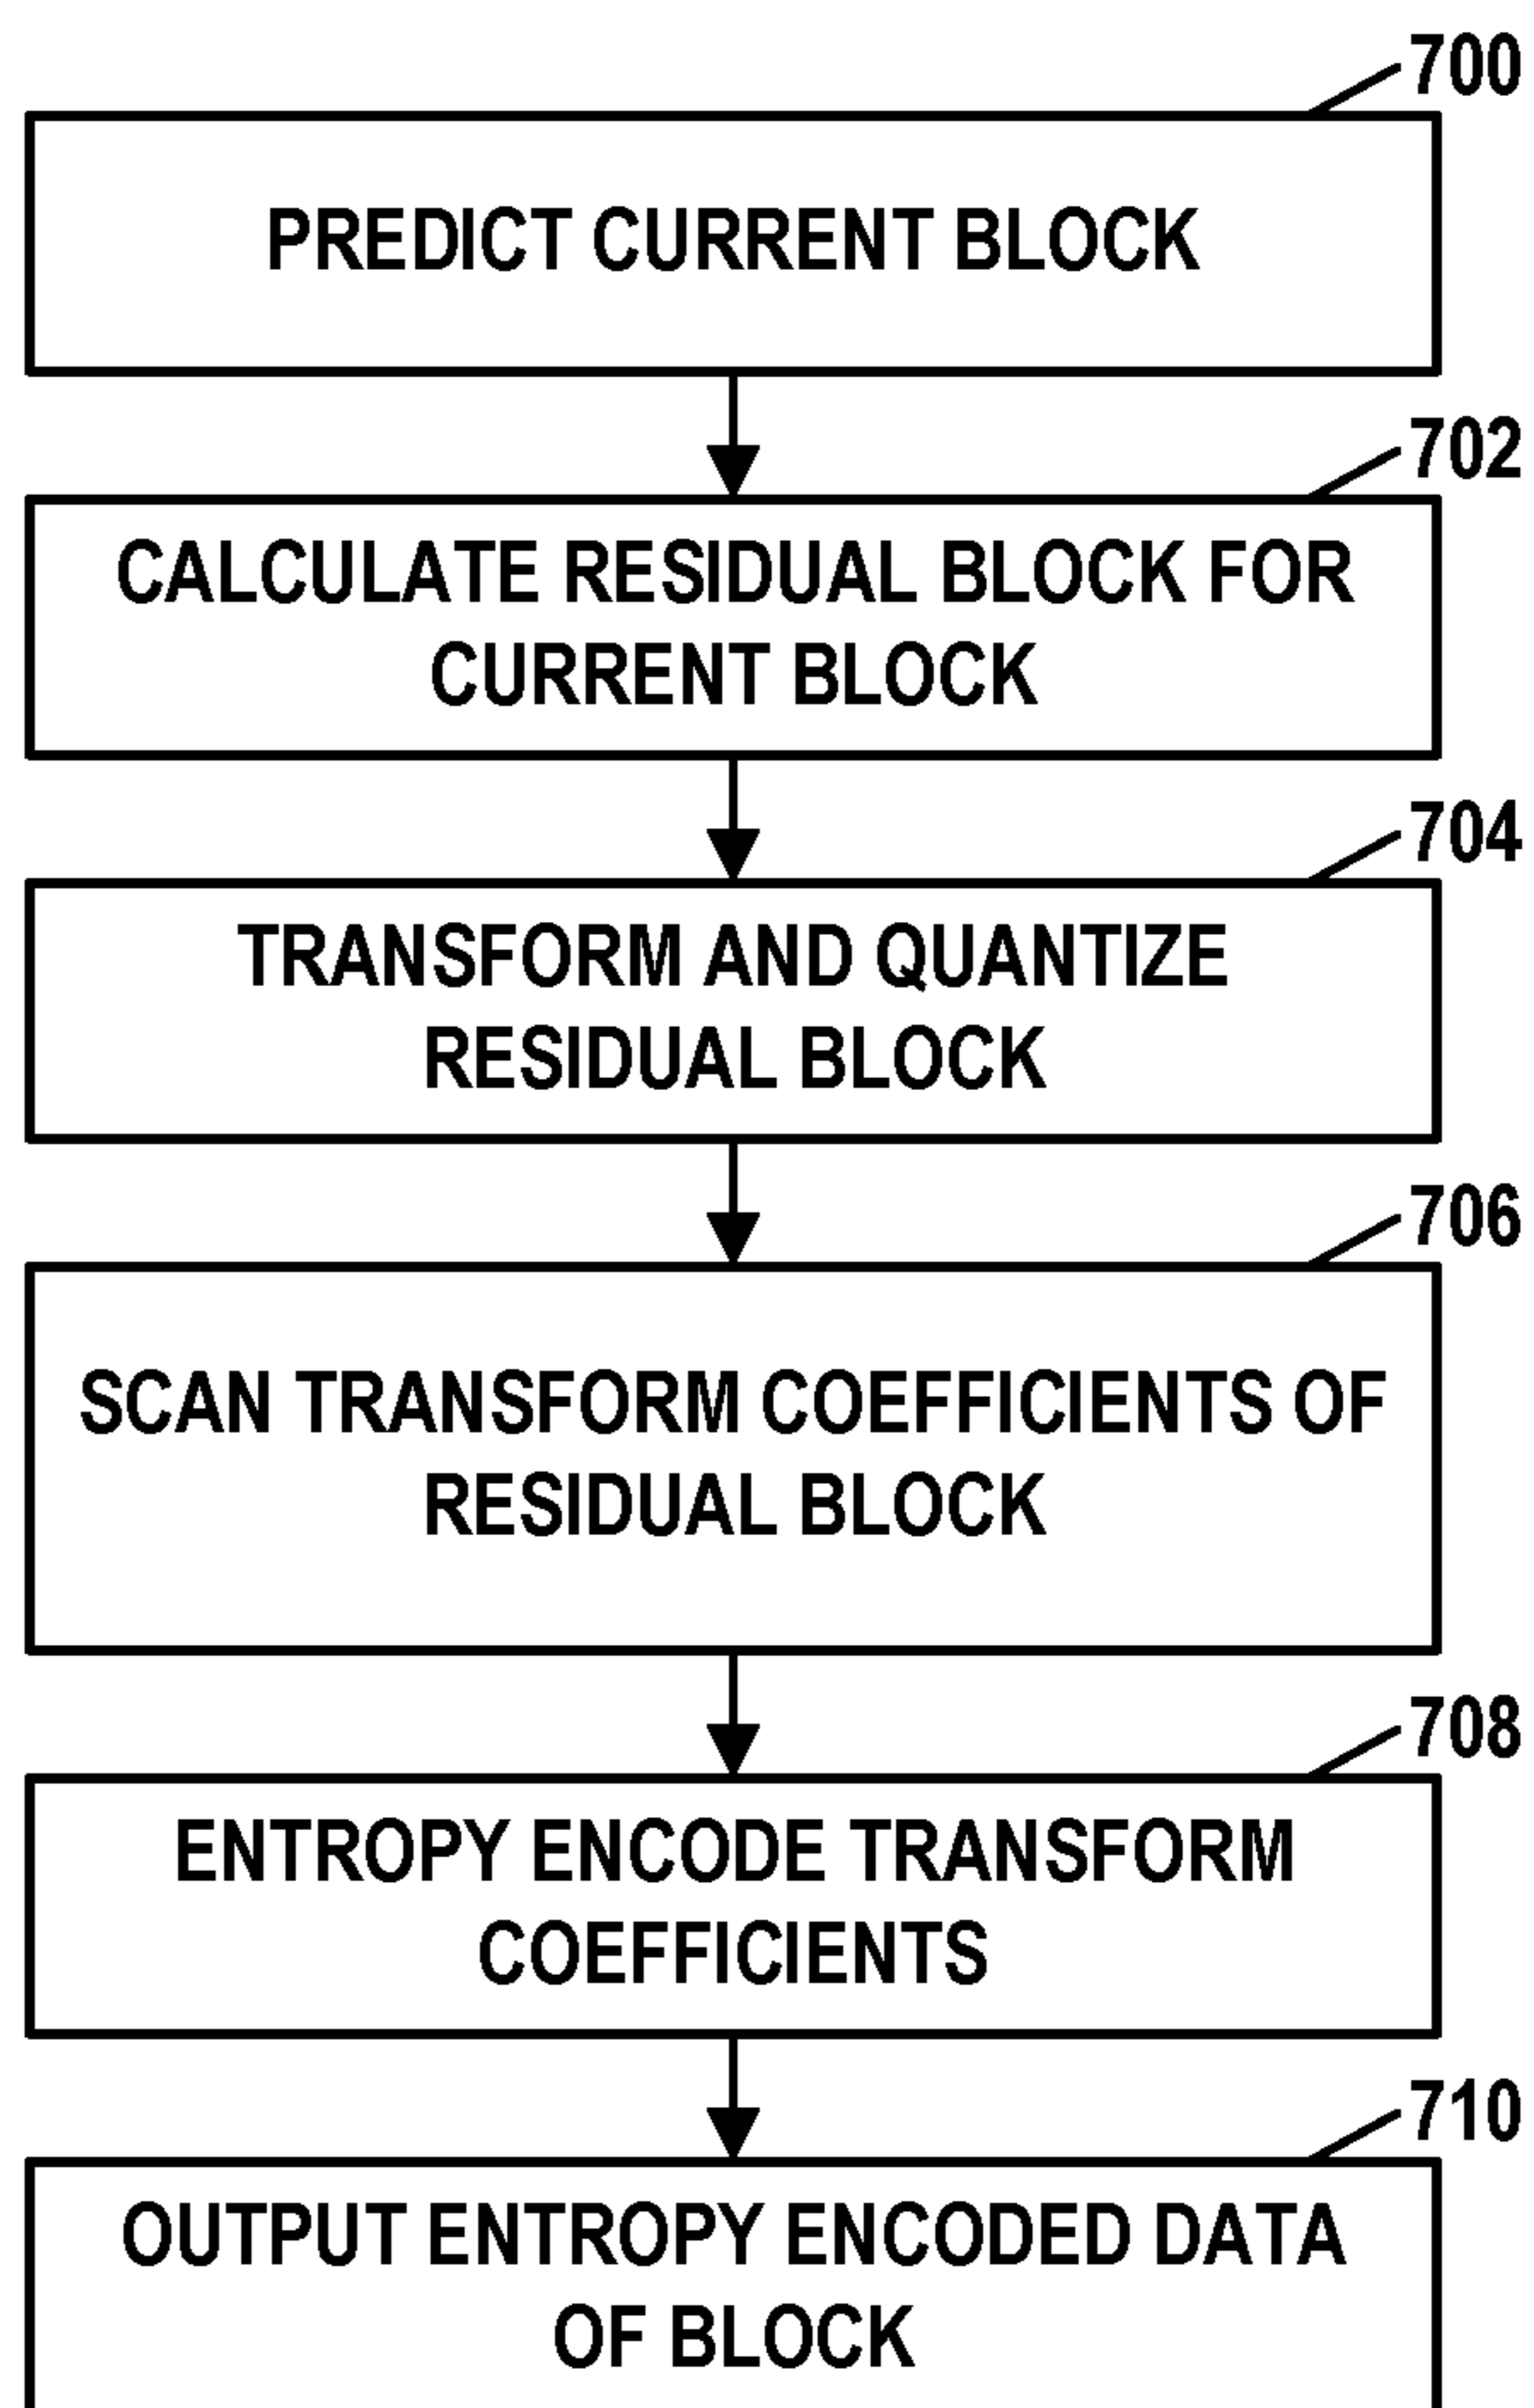 700
PREDICT CURRENT BLOCK
702
CALCULATE RESIDUAL BLOCK FOR
CURRENT BLOCK
704
TRANSFORM AND QUANTIZE
RESIDUAL BLOCK
706
SCAN TRANSFORM COEFFICIENTS OF
RESIDUAL BLOCK
708
ENTROPY ENCODE TRANSFORM
COEFFICIENTS
710
OUTPUT ENTROPY ENCODED DATA
OF BLOCK